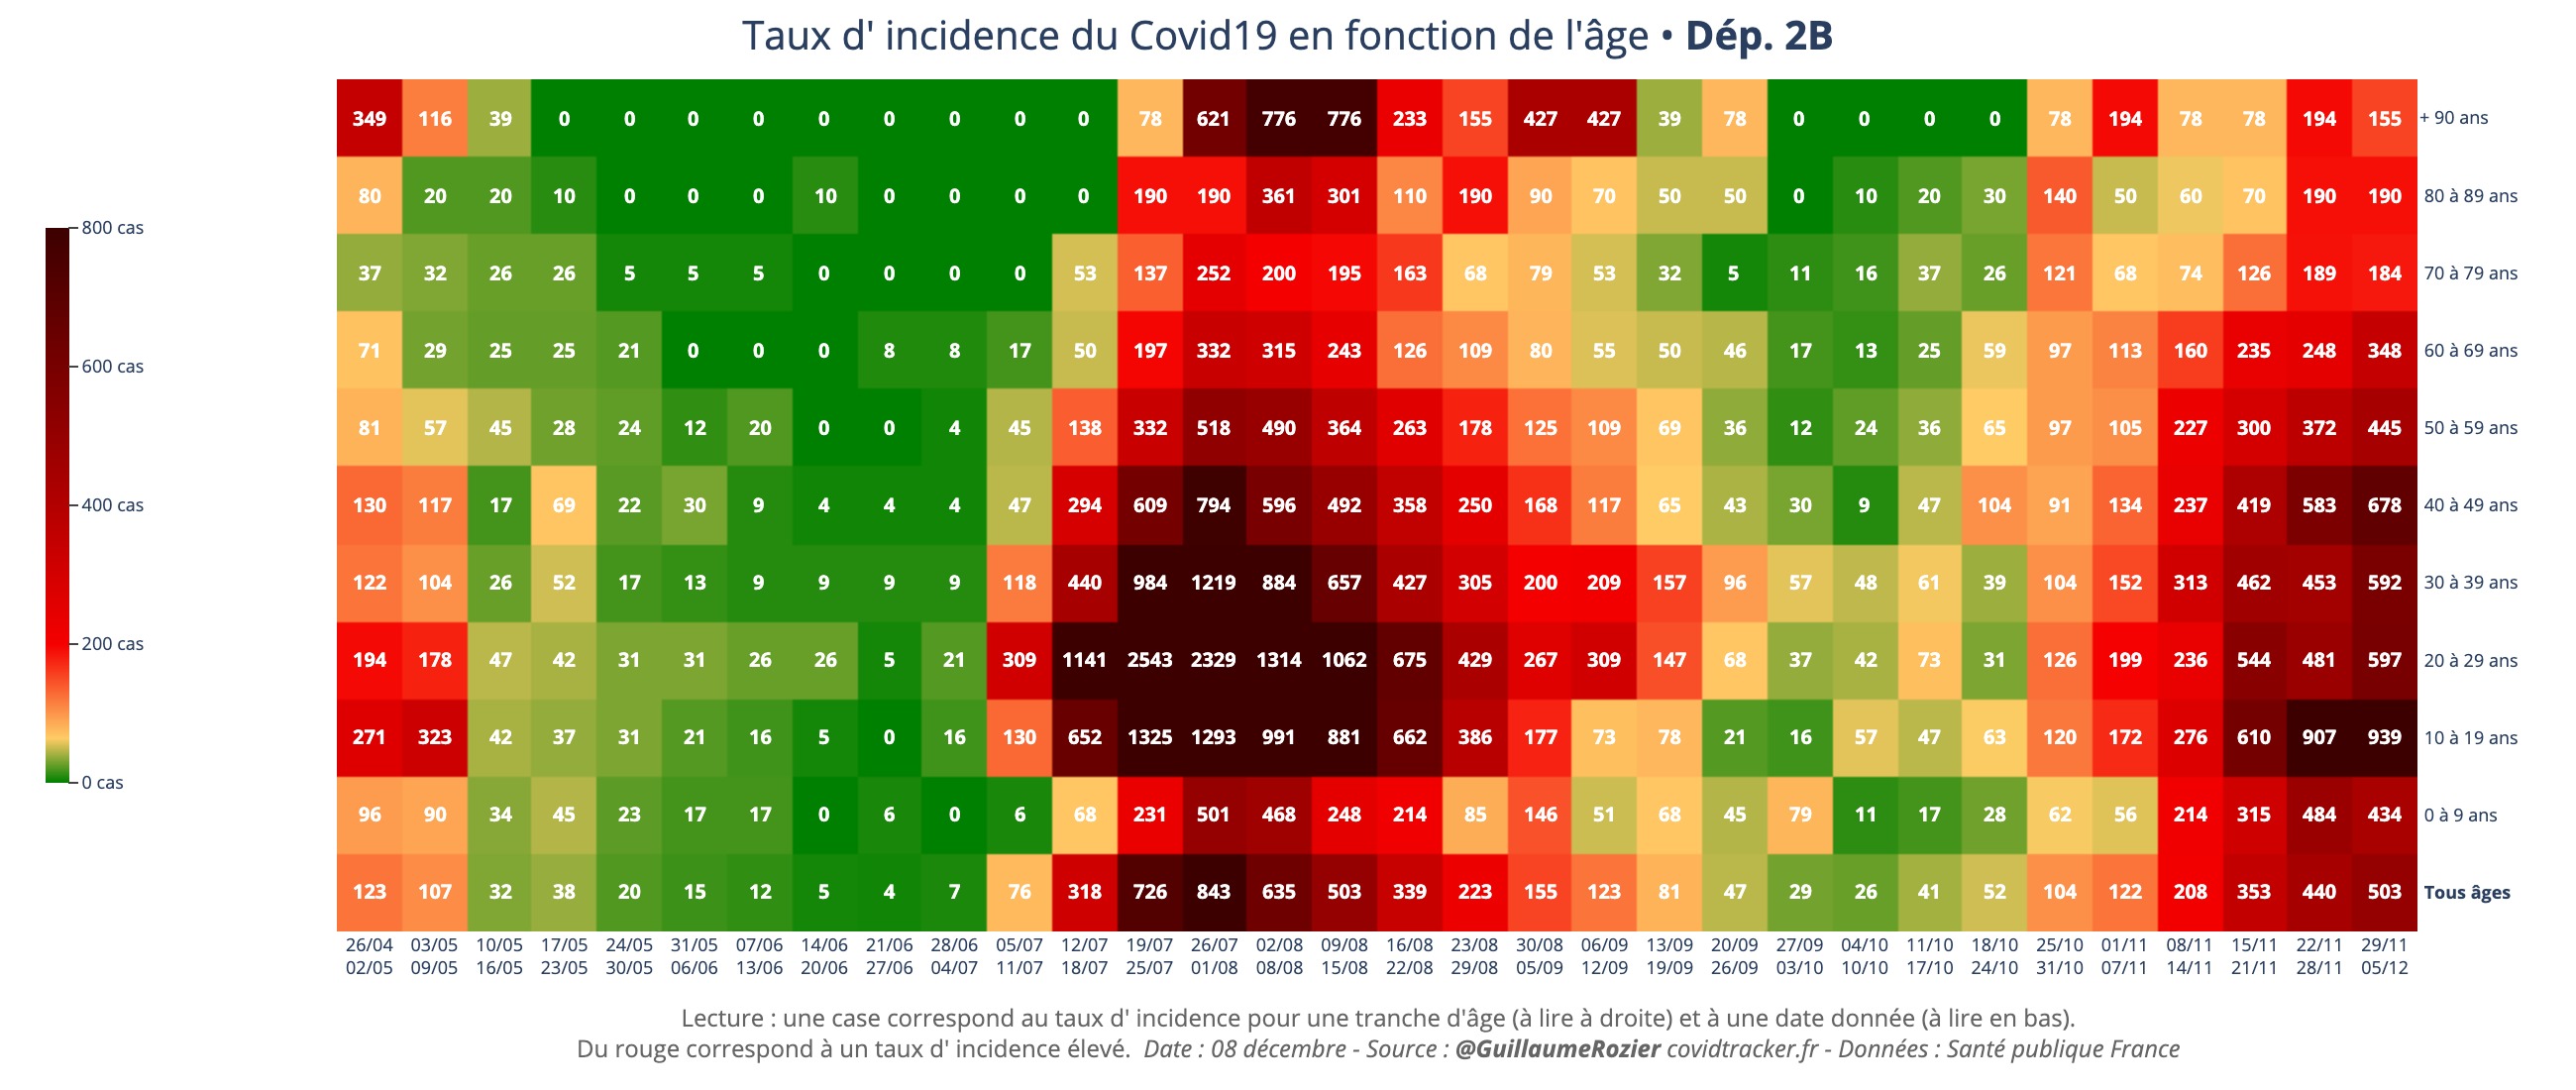 Taux d' incidence du Covid19 en fonction de l'âge • Dép. 2B
349 116 39 0 0 0 0 0 0 0 0 0 78 621 776 776 233 155 427 427 39 78 0 0 0 0 78 194 78 78 194 155 + 90 ans
80 20 20 10 0 0 0 10 0 0 0 0 190 190 361 301 110 190 90 70 50 50 0 10 20 30 140 50 60 70 190 190 80 à 89 ans
800 cas
37 32 26 26 5 5 5 0 0 0 0 53 137 252 200 195 163 68 79 53 32 5 11 16 37 26 121 68 74 126 189 184 70 à 79 ans
71 29 25 25 21 0 0 0 8 8 17 50 197 332 315 243 126 109 80 55 50 46 17 13 25 59 97 113 160 235 248 348 60 à 69 ans
600 cas
81 57 45 28 24 12 20 0 0 4 45 138 332 518 490 364 263 178 125 109 69 36 12 24 36 65 97 105 227 300 372 445 50 à 59 ans
400 cas
130 117 17 69 22 30 9 4 4 4 47 294 609 794 596 492 358 250 168 117 65 43 30 9 47 104 91 134 237 419 583 678 40 à 49 ans
122 104 26 52 17 13 9 9 9 9 118 440 984 1219 884 657 427 305 200 209 157 96 57 48 61 39 104 152 313 462 453 592 30 à 39 ans
200 cas
194 178 47 42 31 31 26 26 5 21 309 1141 2543 2329 1314 1062 675 429 267 309 147 68 37 42 73 31 126 199 236 544 481 597 20 à 29 ans
271 323 42 37 31 21 16 5 0 16 130 652 1325 1293 991 881 662 386 177 73 78 21 16 57 47 63 120 172 276 610 907 939 10 à 19 ans
0 cas
96 90 34 45 23 17 17 0 6 0 6 68 231 501 468 248 214 85 146 51 68 45 79 11 17 28 62 56 214 315 484 434 0 à 9 ans
123 107 32 38 20 15 12 5 4 7 76 318 726 843 635 503 339 223 155 123 81 47 29 26 41 52 104 122 208 353 440 503 Tous âges
26/04 03/05 10/05 17/05 24/05 31/05 07/06 14/06 21/06 28/06 05/07 12/07 19/07 26/07 02/08 09/08 16/08 23/08 30/08 06/09 13/09 20/09 27/09 04/10 11/10 18/10 25/10 01/11 08/11 15/11 22/11 29/11
02/05 09/05 16/05 23/05 30/05 06/06 13/06 20/06 27/06 04/07 11/07 18/07 25/07 01/08 08/08 15/08 22/08 29/08 05/09 12/09 19/09 26/09 03/10 10/10 17/10 24/10 31/10 07/11 14/11 21/11 28/11 05/12
Lecture : une case correspond au taux d' incidence pour une tranche d'âge (à lire à droite) et à une date donnée (à lire en bas).
Du rouge correspond à un taux d' incidence élevé. Date : 08 décembre - Source : @GuillaumeRozier covidtracker.fr - Données : Santé publique France